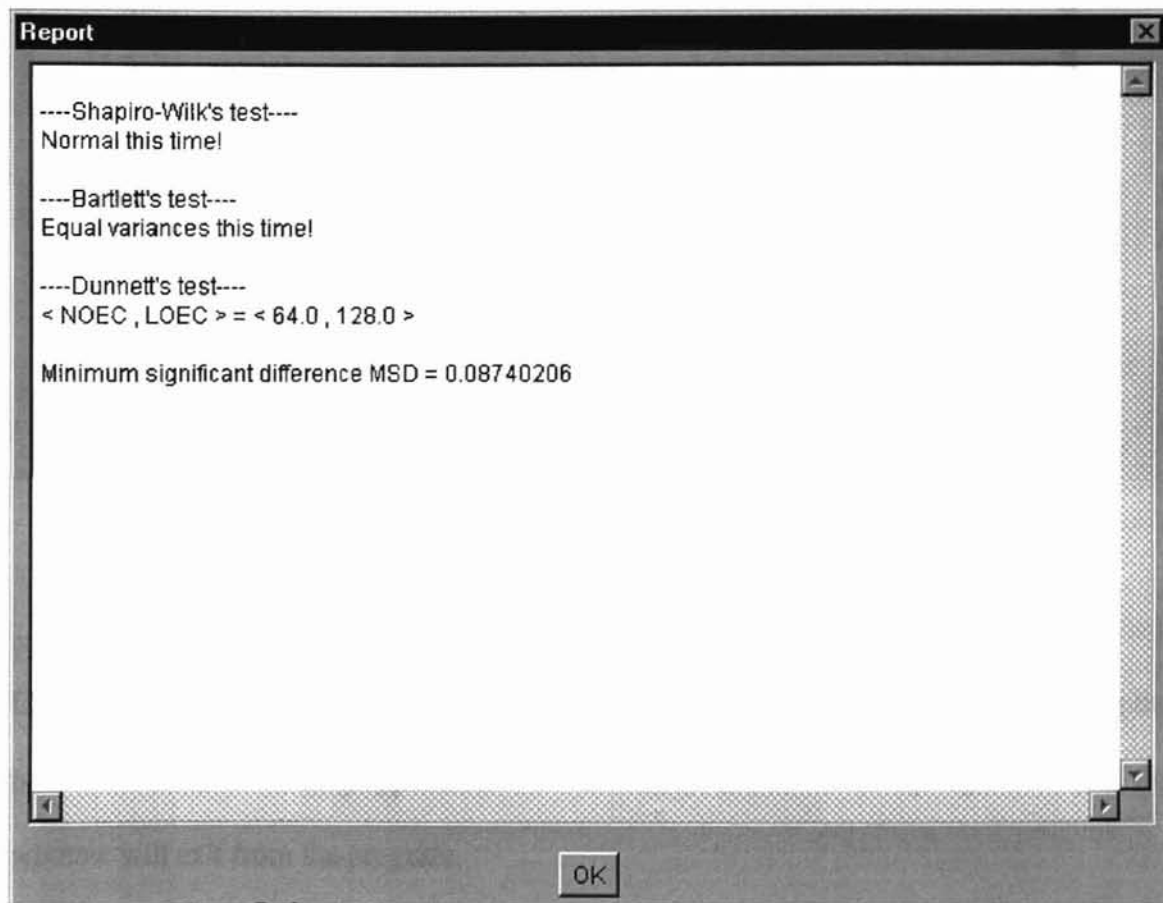 Report
----Shapiro-Wilk's test----
Normal this time!
----Bartlett's test----
Equal variances this time!
----Dunnett's test----
< NOEC , LOEC > = < 64.0 , 128.0 >
Minimum significant difference MSD = 0.08740206
OK